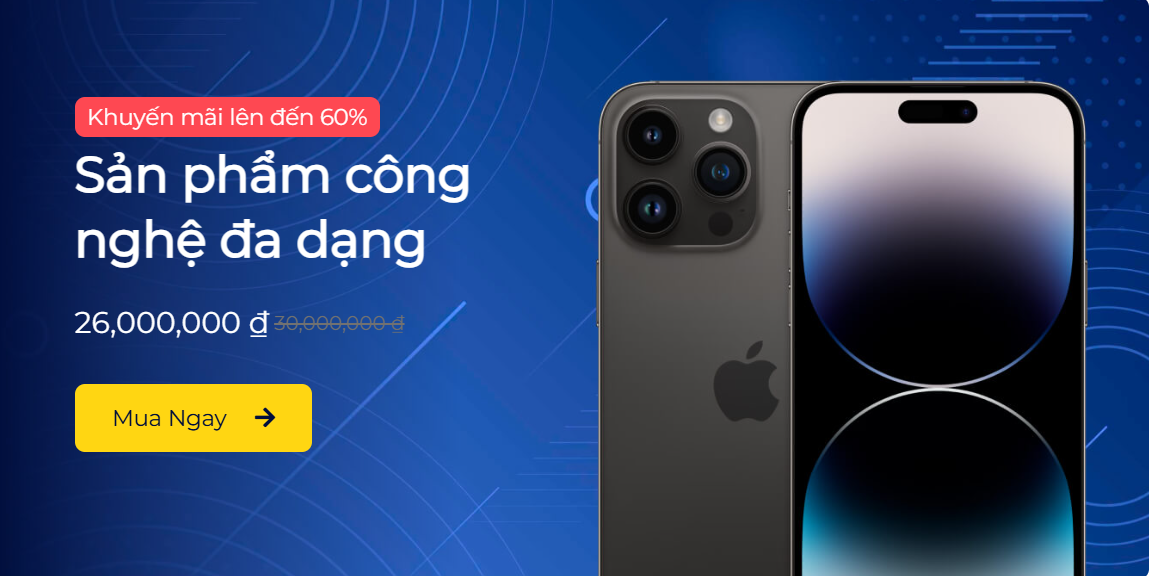 Khuyến mãi lên đến 60%
Sản phẩm công
nghệ đa dạng
26,000,000 ₫ 30,000,000 ₫
Mua Ngay